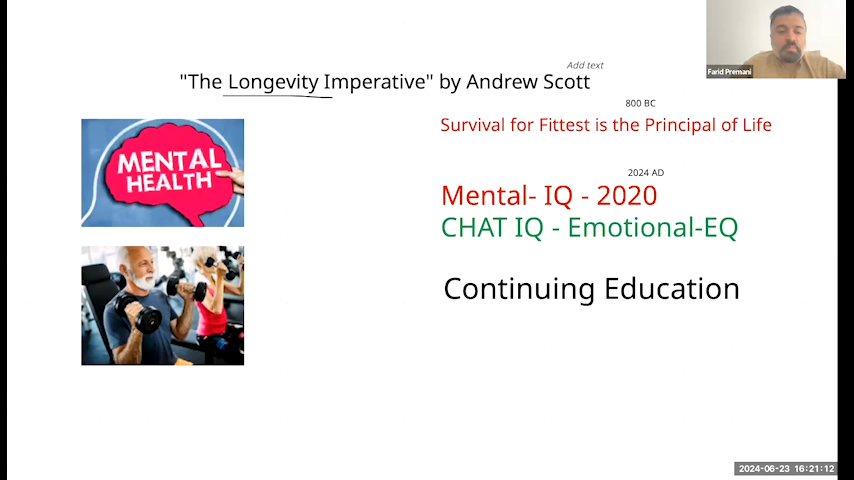 Add text
"The Longevity Imperative" by Andrew Scott
Farid Premani
800 BC
Survival for Fittest is the Principal of Life
MENTAL
HEALTH
2024 AD
Mental- IQ - 2020
CHAT IQ - Emotional-EQ
Continuing Education
2024-06-23 16:21:12